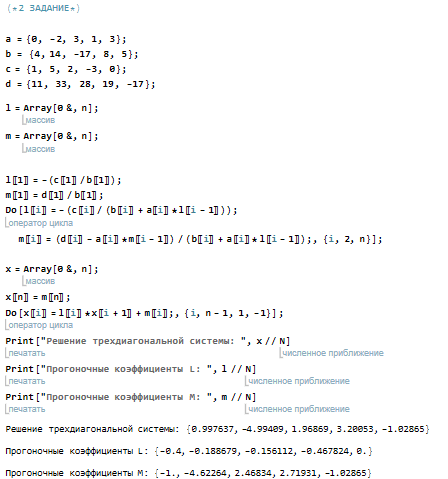 (*2 ЗАДАНИЕ*)
a = {0, -2, 3, 1, 3};
b = {4, 14, -17, 8, 5};
c = {1, 5, 2, -3, 0};
d = {11, 33, 28, 19, -17};
l = Array[0 &, n];
массив
m = Array[0 &, n];
массив
l〚1〛 = -(c〚1〛/b〚1〛);
m〚1〛 = d〚1〛/b〚1〛;
Do[l〚i〛 = -(c〚i〛/(b〚i〛 + a〚i〛*l〚i - 1〛));
оператор цикла
m〚i〛 = (d〚i〛 - a〚i〛*m〚i - 1〛)/(b〚i〛 + a〚i〛*l〚i - 1〛);, {i, 2, n}];
x = Array[0 &, n];
массив
x〚n〛 = m〚n〛;
Do[x〚i〛 = l〚i〛*x〚i + 1〛 + m〚i〛;, {i, n - 1, 1, -1}];
оператор цикла
Print["Решение трехдиагональной системы: ", x // N]
печатать численное приближение
Print["Прогоночные коэффициенты L: ", l // N]
печатать численное приближение
Print["Прогоночные коэффициенты M: ", m // N]
печатать численное приближение
Решение трехдиагональной системы: {0.997637, -4.99409, 1.96869, 3.20053, -1.02865}
Прогоночные коэффициенты L: {-0.4, -0.188679, -0.156112, -0.467824, 0.}
Прогоночные коэффициенты M: {-1., -4.62264, 2.46834, 2.71931, -1.02865}